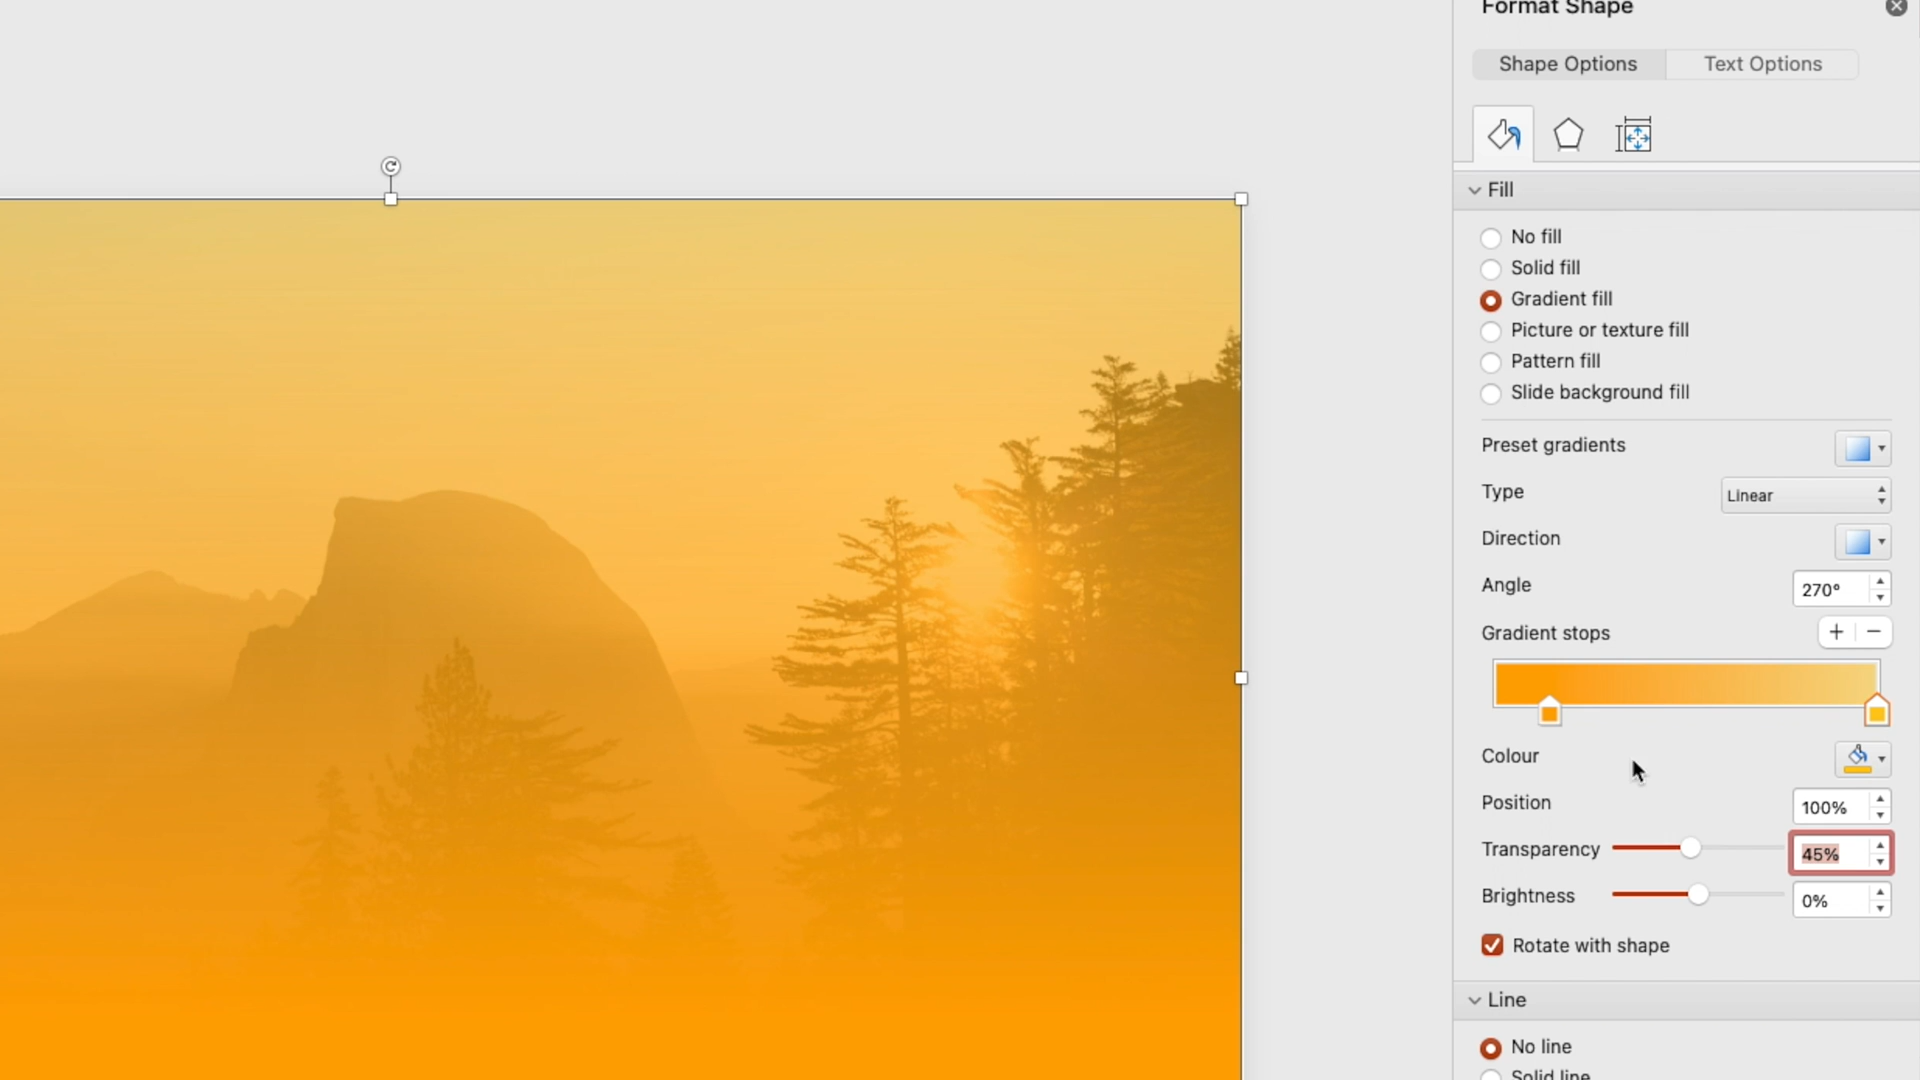 Format Shape
Shape Options Text Options
Fill
No fill
Solid fill
Gradient fill
Picture or texture fill
Pattern fill
Slide background fill
Preset gradients
Type Linear
Direction
Angle 270°
Gradient stops + −
Colour
Position 100%
Transparency 45%
Brightness 0%
Rotate with shape
Line
No line
Solid line